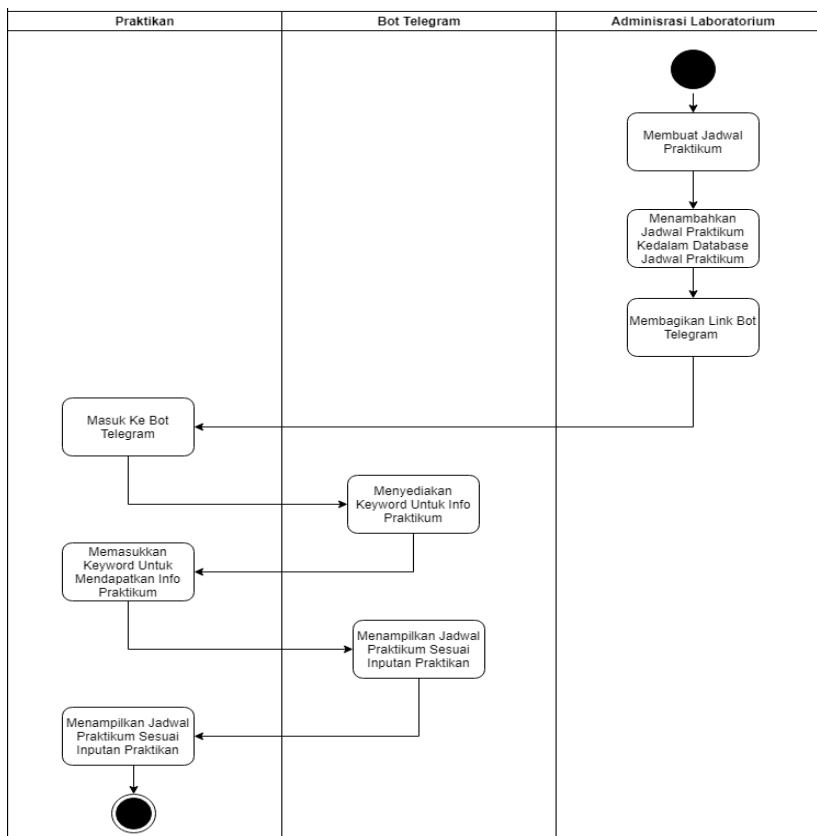 Praktikan
Bot Telegram
Adminisrasi Laboratorium
Membuat Jadwal
Praktikum
Menambahkan
Jadwal Praktikum
Kedalam Database
Jadwal Praktikum
Membagikan Link Bot
Telegram
Masuk Ke Bot
Telegram
Menyediakan
Keyword Untuk Info
Praktikum
Memasukkan
Keyword Untuk
Mendapatkan Info
Praktikum
Menampilkan Jadwal
Praktikum Sesuai
Inputan Praktikan
Menampilkan Jadwal
Praktikum Sesuai
Inputan Praktikan